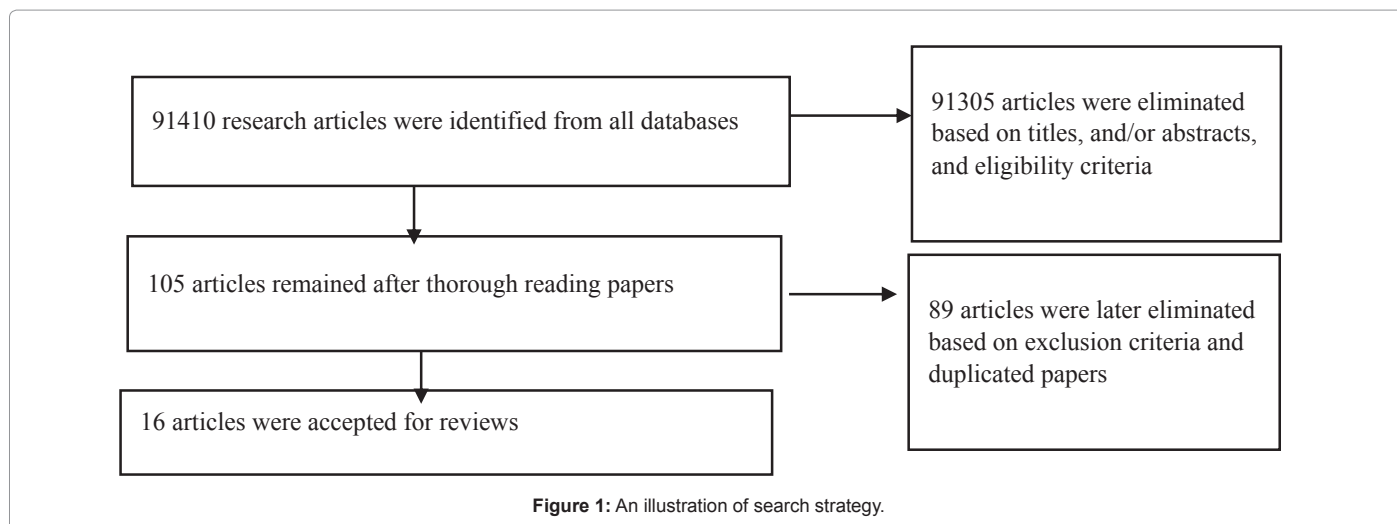 91410 research articles were identified from all databases
91305 articles were eliminated
based on titles, and/or abstracts,
and eligibility criteria
105 articles remained after thorough reading papers
89 articles were later eliminated
based on exclusion criteria and
duplicated papers
16 articles were accepted for reviews
Figure 1: An illustration of search strategy.